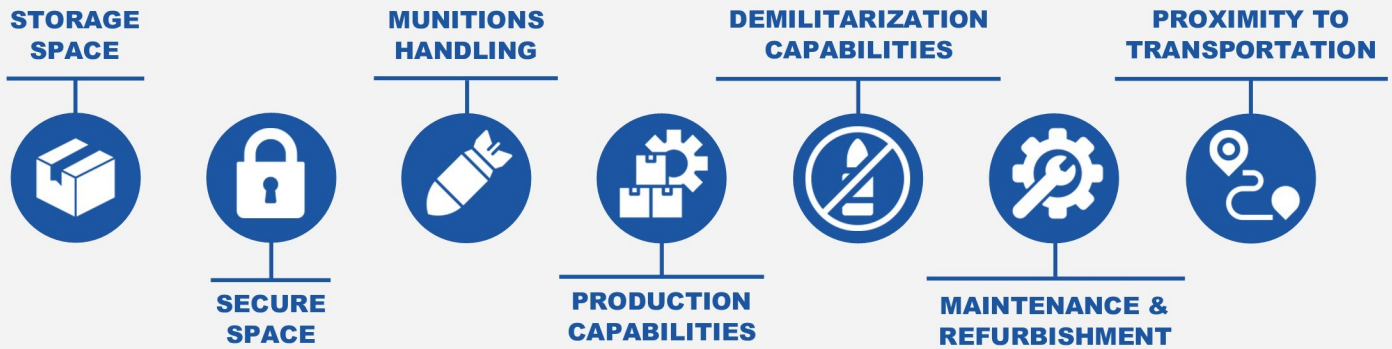 STORAGE
SPACE
SECURE
SPACE
MUNITIONS
HANDLING
PRODUCTION
CAPABILITIES
DEMILITARIZATION
CAPABILITIES
MAINTENANCE &
REFURBISHMENT
PROXIMITY TO
TRANSPORTATION